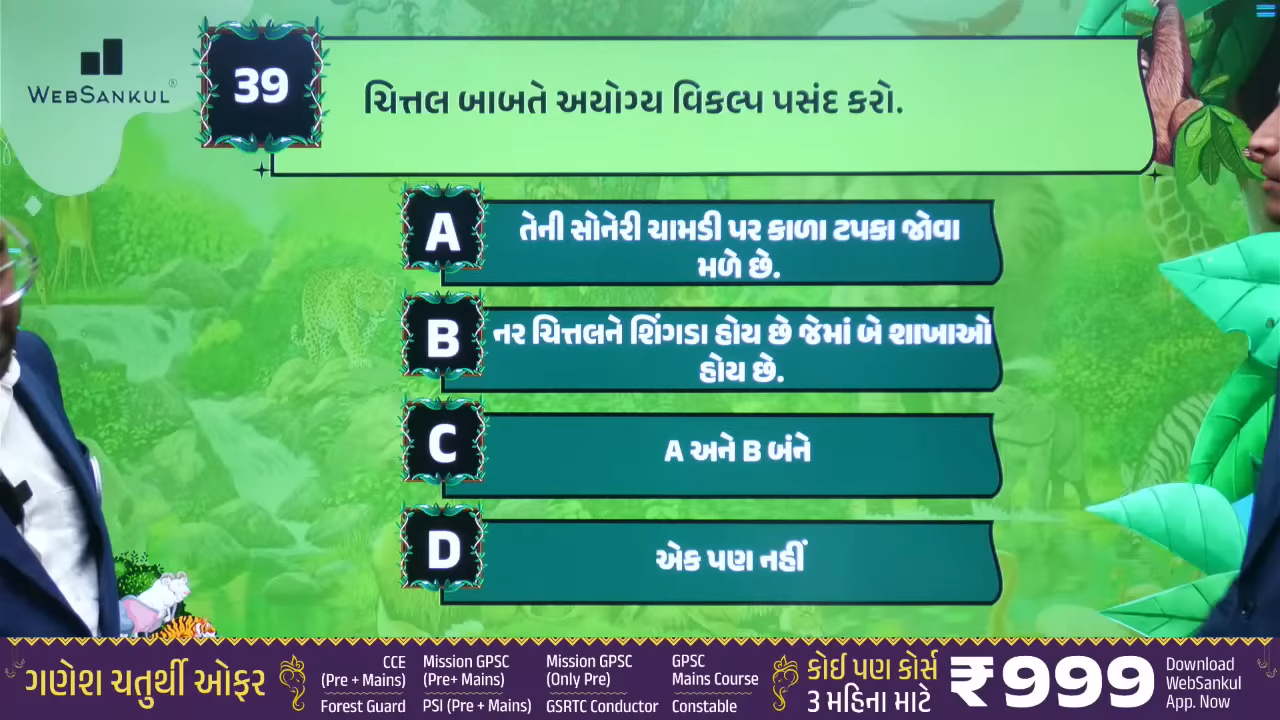 WEBSANKUL®
39
ચિત્તલ બાબતે અયોગ્ય વિકલ્પ પસંદ કરો.
A
તેની સોનેરી ચામડી પર કાળા ટપકા જોવા
મળે છે.
B
નર ચિત્તલને શિંગડા હોય છે જેમાં બે શાખાઓ
હોય છે.
C
A અને B બંને
D
એક પણ નહીં
ગણેશ ચતુર્થી ઓફર
CCE
(Pre + Mains)
Forest Guard
Mission GPSC
(Pre+ Mains)
PSI (Pre + Mains)
Mission GPSC
(Only Pre)
GSRTC Conductor
GPSC
Mains Course
Constable
કોઈ પણ કોર્સ
3 મહિના માટે
₹999
Download
WebSankul
App. Now